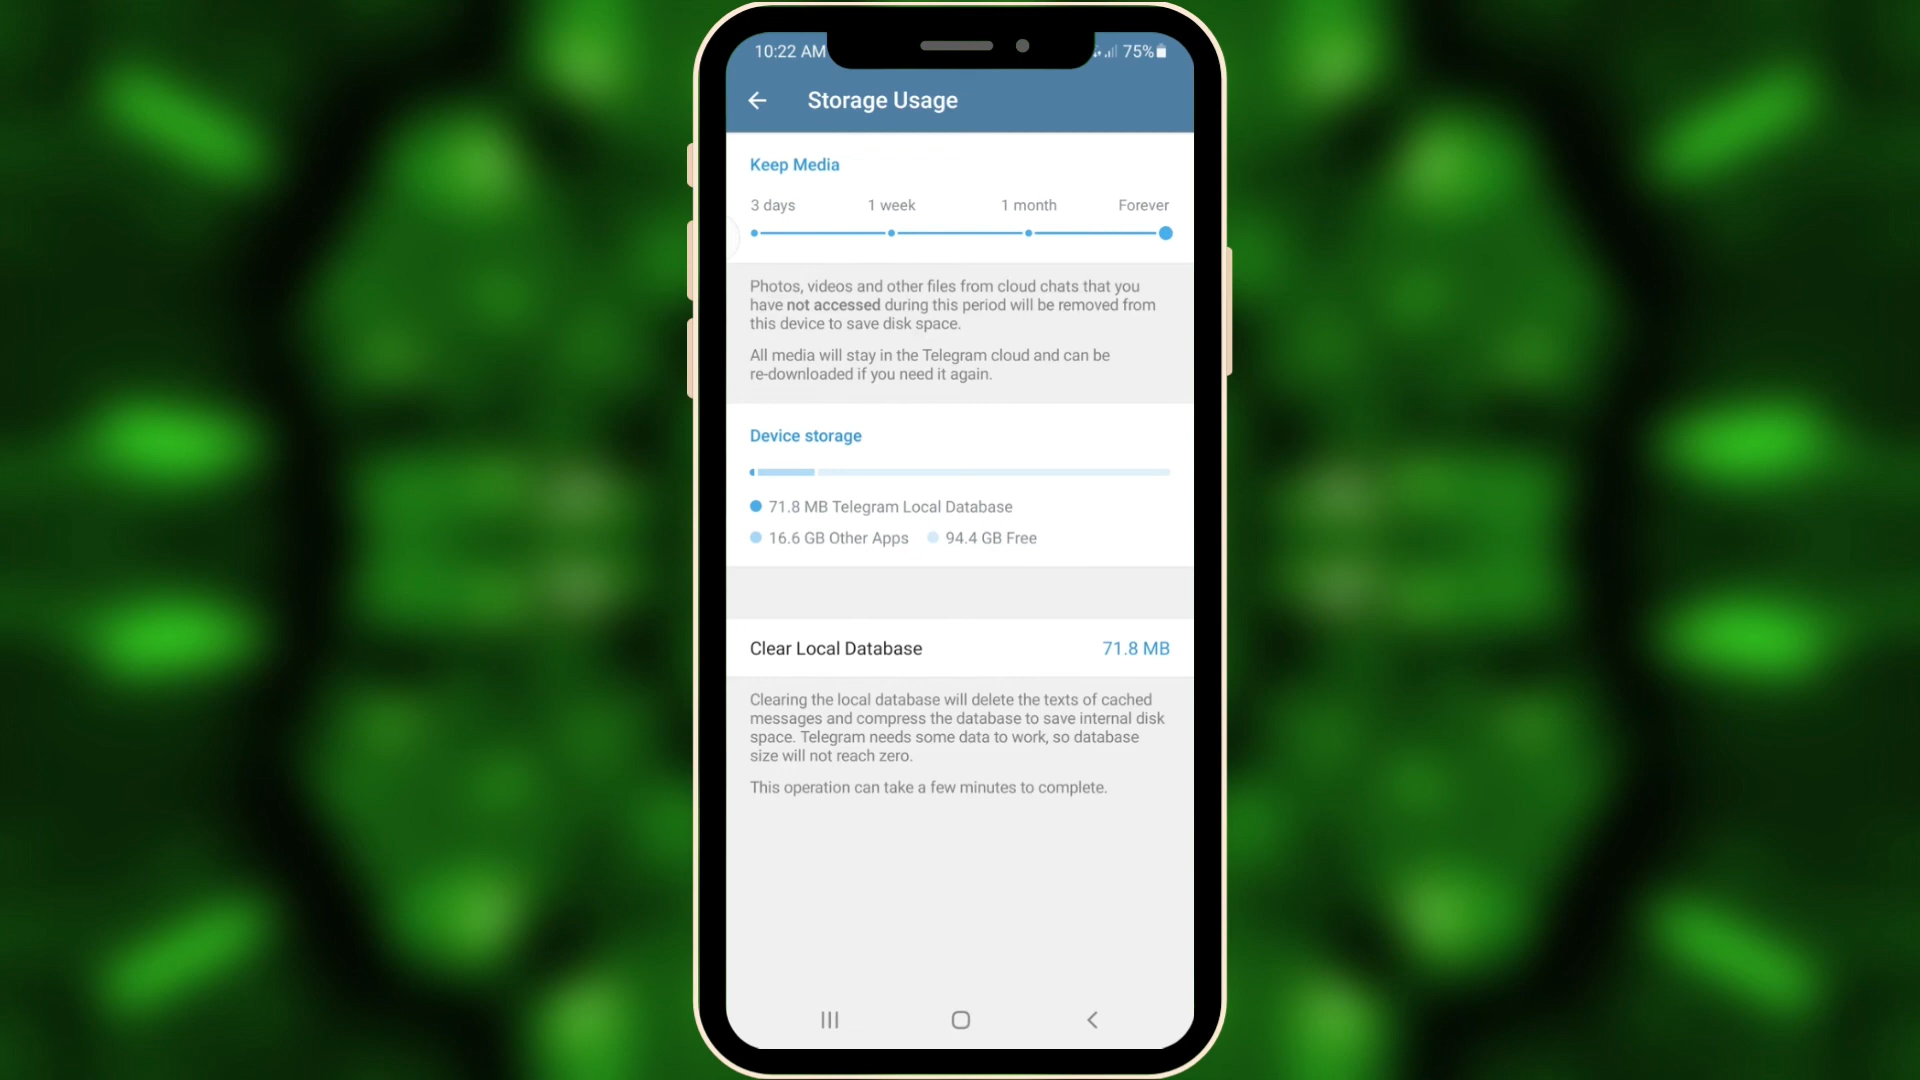 10:22 AM
75%
Storage Usage
Keep Media
3 days 1 week 1 month Forever
Photos, videos and other files from cloud chats that you
have not accessed during this period will be removed from
this device to save disk space.
All media will stay in the Telegram cloud and can be
re-downloaded if you need it again.
Device storage
71.8 MB Telegram Local Database
16.6 GB Other Apps 94.4 GB Free
Clear Local Database 71.8 MB
Clearing the local database will delete the texts of cached
messages and compress the database to save internal disk
space. Telegram needs some data to work, so database
size will not reach zero.
This operation can take a few minutes to complete.